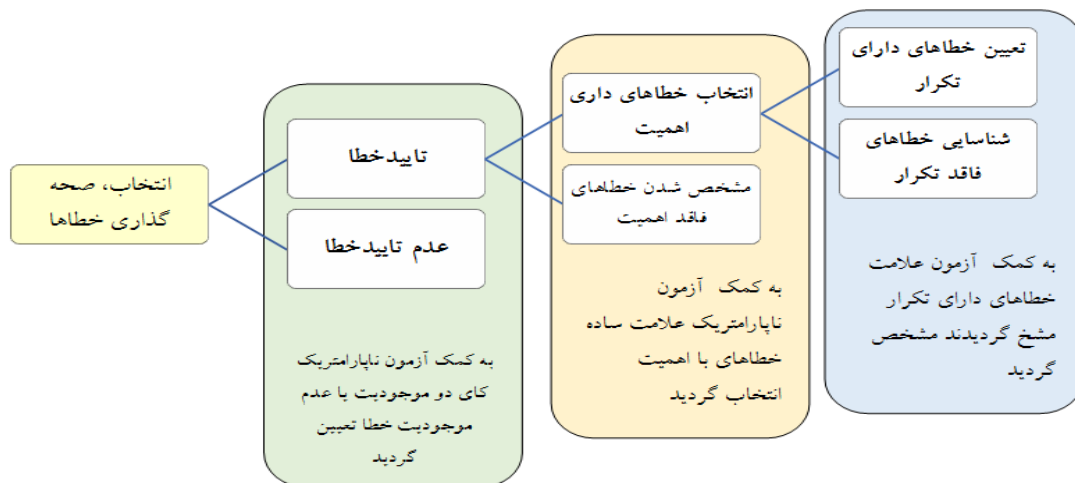 انتخاب، صحه
گذاری خطاها
تاییدخطا
عدم تاییدخطا
به کمک آزمون ناپارامتریک
کای دو موجودیت یا عدم
موجودیت خطا تعیین
گردید
انتخاب خطاهای داری
اهمیت
مشخص شدن خطاهای
فاقد اهمیت
به کمک آزمون
ناپارامتریک علامت ساده
خطاهای با اهمیت
انتخاب گردید
تعیین خطاهای دارای
تکرار
شناسایی خطاهای
فاقد تکرار
به کمک آزمون علامت
خطاهای دارای تکرار
مشخ گردیدند مشخص
گردید